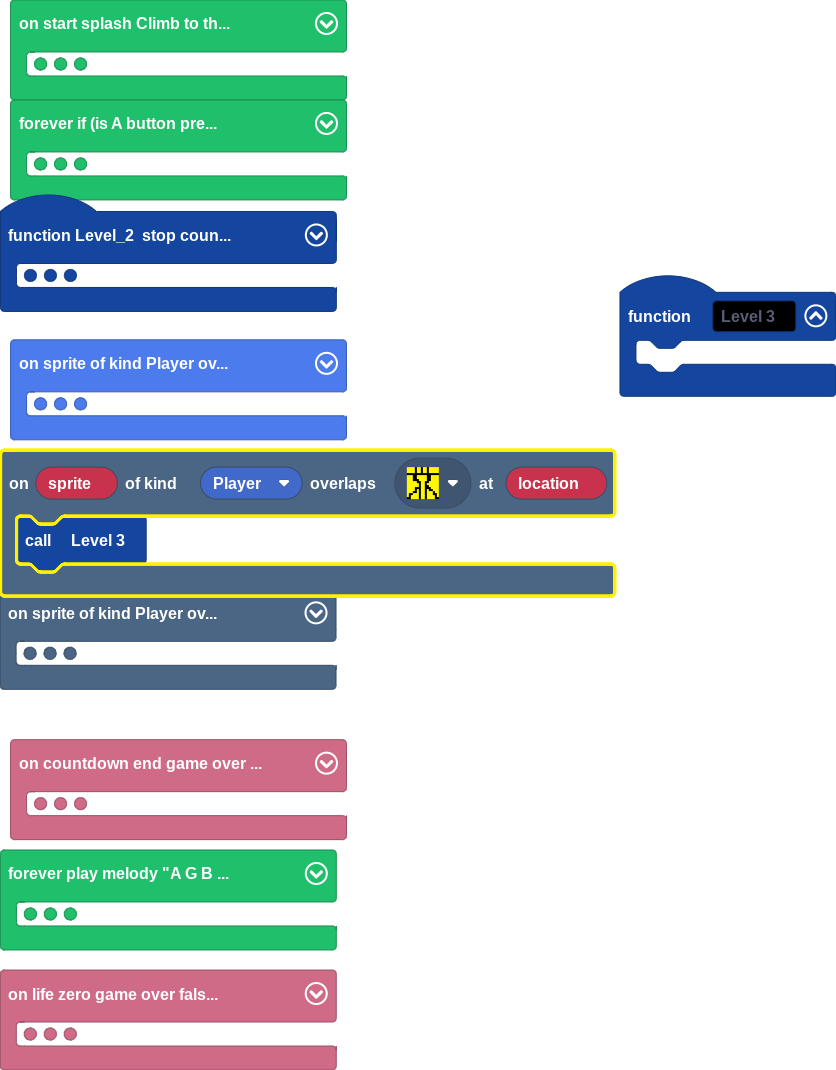 on start splash Climb to th...
forever if (is A button pre...
function Level_2 stop coun...
function Level 3
on sprite of kind Player ov...
on sprite of kind Player overlaps at location
call Level 3
on sprite of kind Player ov...
on countdown end game over ...
forever play melody "A G B ...
on life zero game over fals...